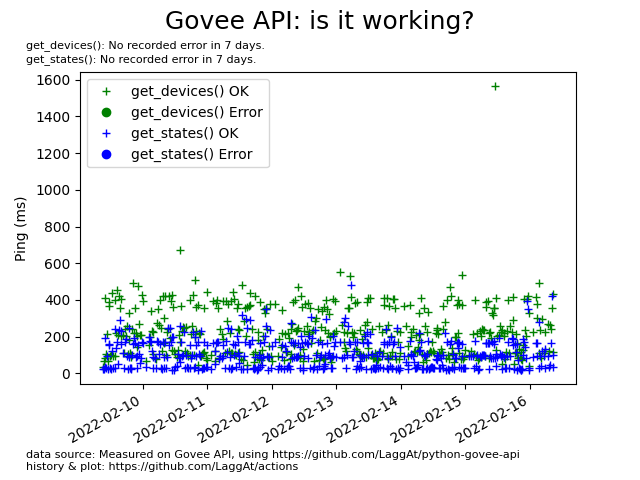 Govee API: is it working?
get_devices(): No recorded error in 7 days.
get_states(): No recorded error in 7 days.
get_devices() OK
get_devices() Error
get_states() OK
get_states() Error
1600
1400
1200
1000
800
600
400
200
0
Ping (ms)
2022-02-10
2022-02-11
2022-02-12
2022-02-13
2022-02-14
2022-02-15
2022-02-16
data source: Measured on Govee API, using https://github.com/LaggAt/python-govee-api
history & plot: https://github.com/LaggAt/actions